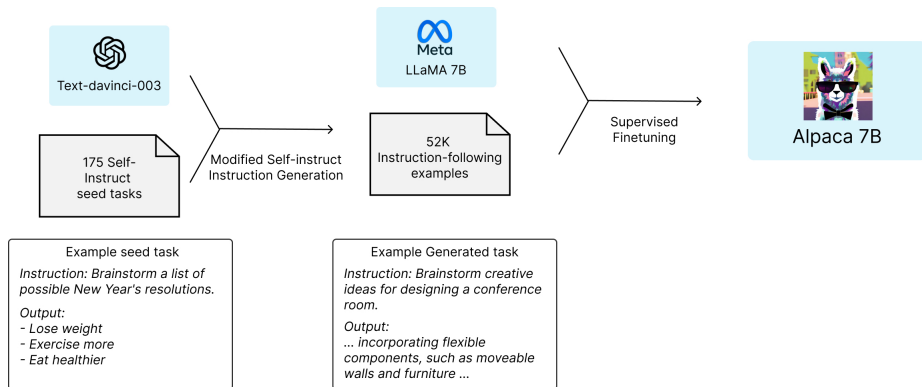 Text-davinci-003
175 Self-
Instruct
seed tasks
Modified Self-instruct
Instruction Generation
Meta
LLaMA 7B
52K
Instruction-following
examples
Supervised
Finetuning
Alpaca 7B
Example seed task
Instruction: Brainstorm a list of
possible New Year's resolutions.
Output:
- Lose weight
- Exercise more
- Eat healthier
Example Generated task
Instruction: Brainstorm creative
ideas for designing a conference
room.
Output:
... incorporating flexible
components, such as moveable
walls and furniture ...